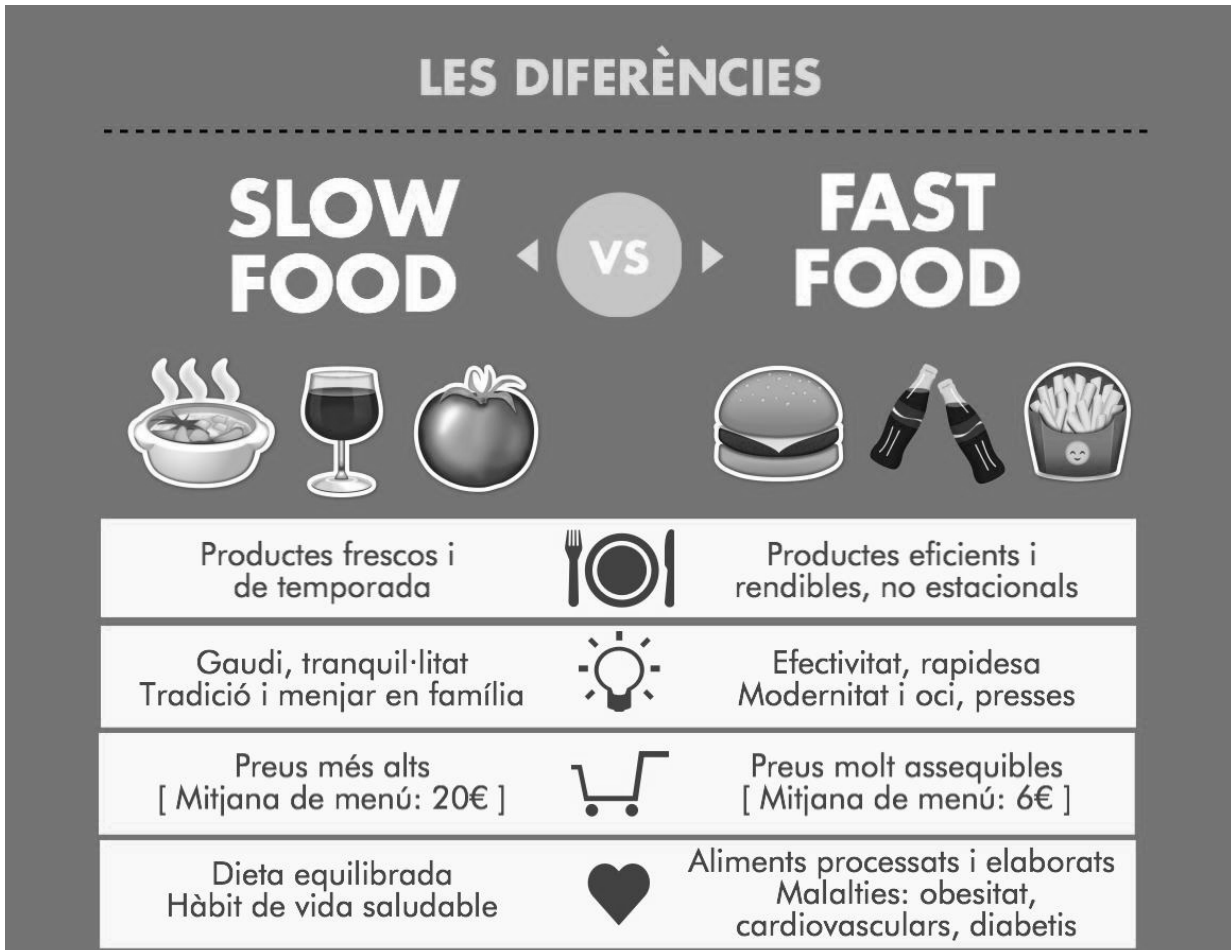 LES DIFERÈNCIES
SLOW
FOOD
VS
FAST
FOOD
Productes frescos i
de temporada
Productes eficients i
rendibles, no estacionals
Gaudi, tranquil·litat
Tradició i menjar en família
Efectivitat, rapidesa
Modernitat i oci, presses
Preus més alts
[ Mitjana de menú: 20€ ]
Preus molt assequibles
[ Mitjana de menú: 6€ ]
Dieta equilibrada
Hàbit de vida saludable
Aliments processats i elaborats
Malalties: obesitat,
cardiovasculars, diabetis